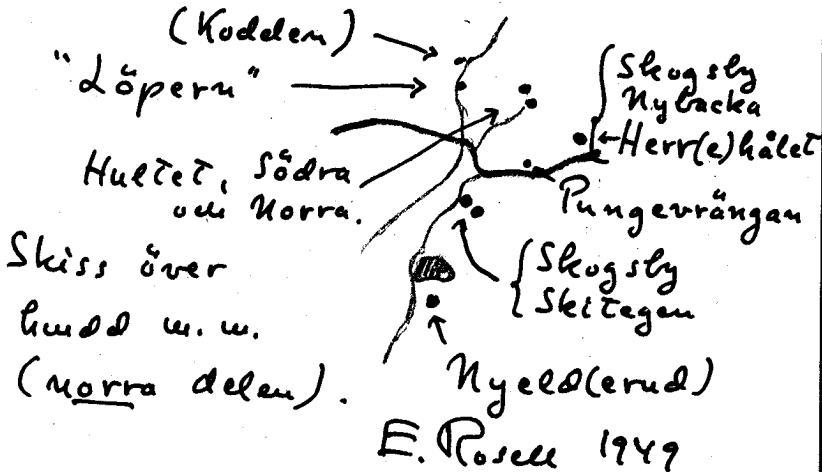 (Kodden)
"Löpern"
Skogsby
Nybacka
Herr(e)hålet
Hultet, Södra
och Norra.
Pungevrängan
Skiss över
m.m.
(norra delen).
Skogsby
Skitegen
Nyeld(erud)
E. Rosell 1949